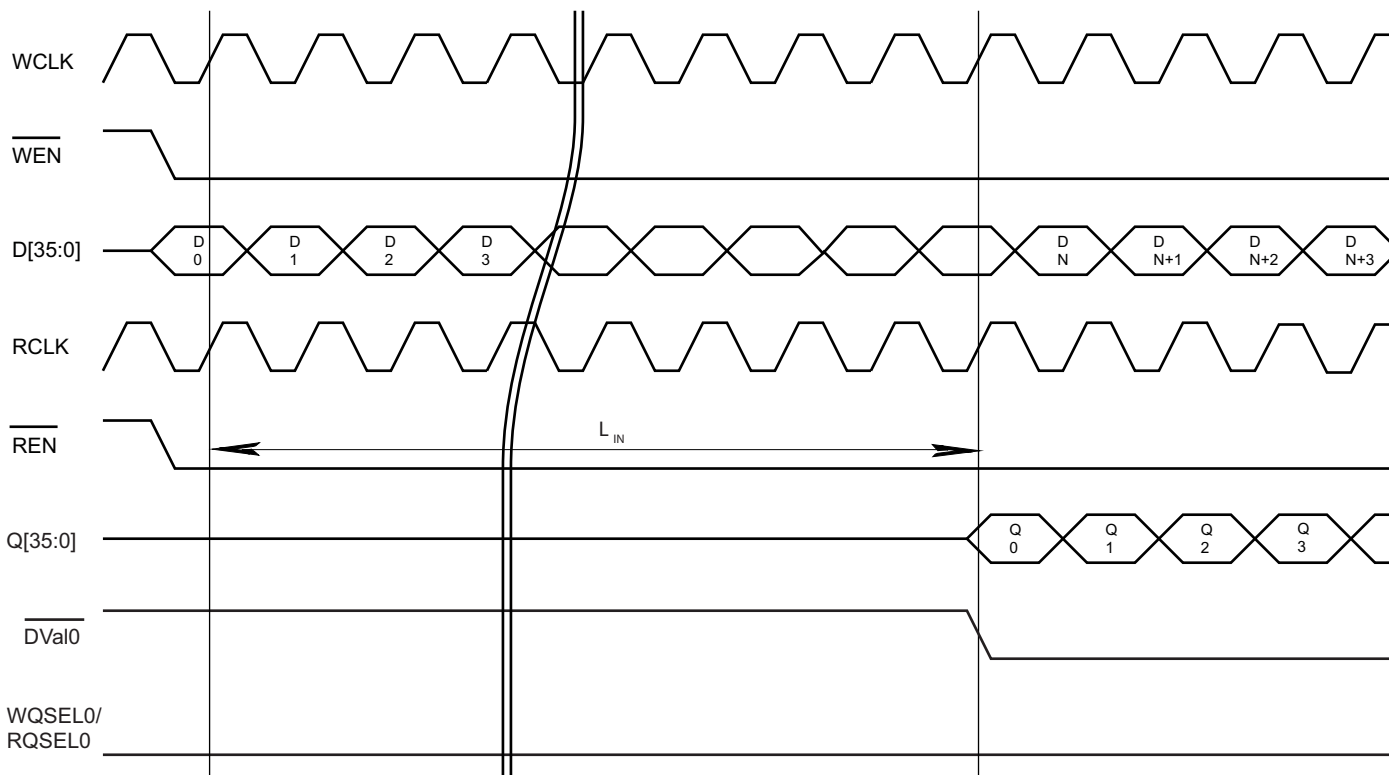 WCLK
WEN
D[35:0]
D D D D D D D D
0 1 2 3 N N+1 N+2 N+3
RCLK
REN
L IN
Q[35:0]
Q Q Q Q
0 1 2 3
DVal0
WQSEL0/
RQSEL0